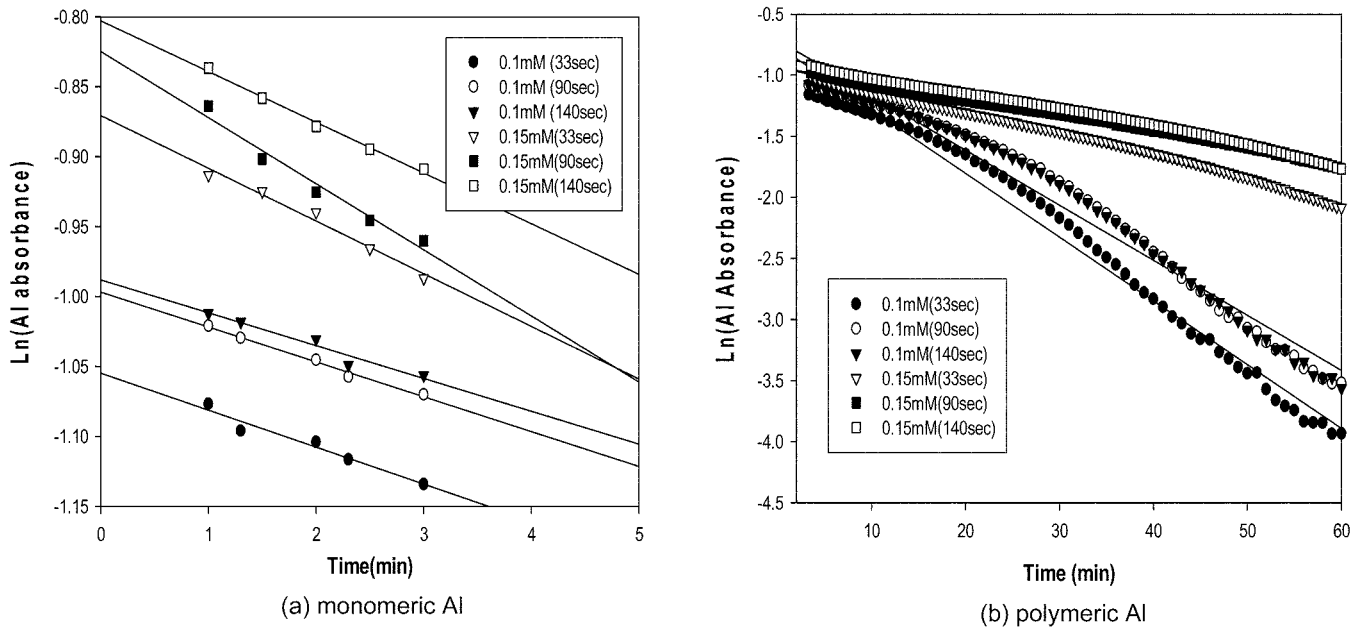 -0.80
-0.85
-0.90
-0.95
-1.00
-1.05
-1.10
-1.15
Ln(Al absorbance)
0 1 2 3 4 5
Time(min)
0.1mM (33sec)
0.1mM (90sec)
0.1mM (140sec)
0.15mM(33sec)
0.15mM(90sec)
0.15mM(140sec)
(a) monomeric Al
-0.5
-1.0
-1.5
-2.0
-2.5
-3.0
-3.5
-4.0
-4.5
Ln(Al Absorbance)
10 20 30 40 50 60
Time (min)
0.1mM(33sec)
0.1mM(90sec)
0.1mM(140sec)
0.15mM(33sec)
0.15mM(90sec)
0.15mM(140sec)
(b) polymeric Al